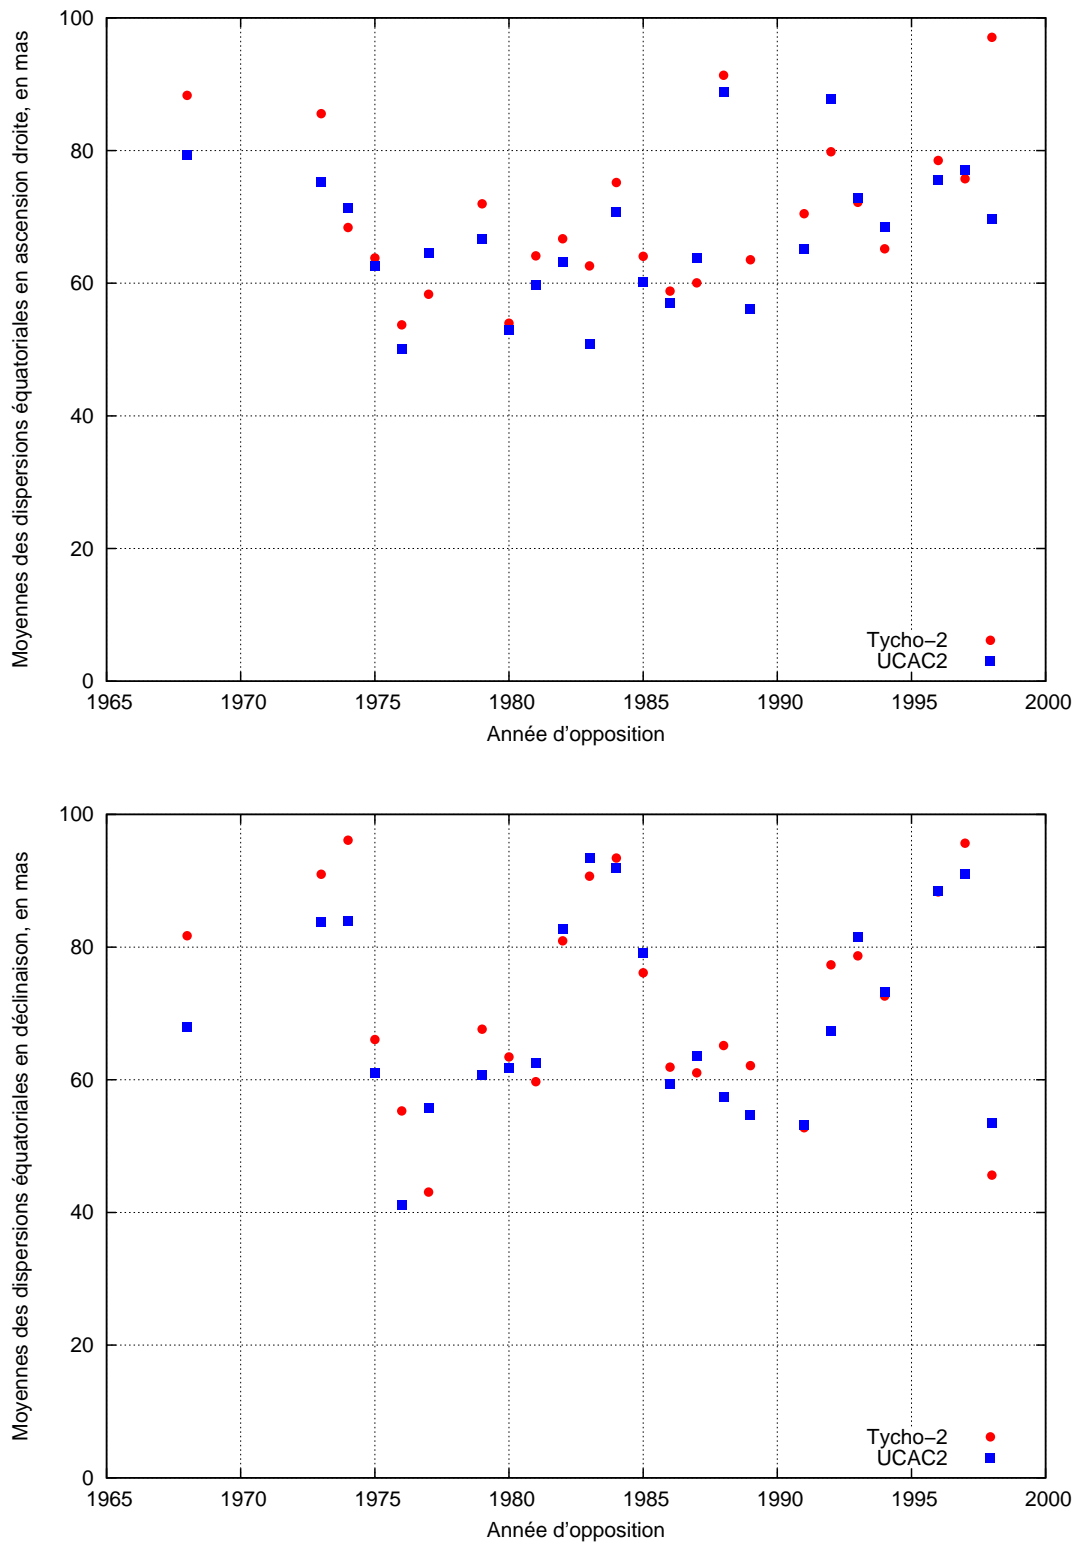 Moyennes des dispersions équatoriales en ascension droite, en mas
100
80
60
40
20
0
Tycho−2
UCAC2
1965 1970 1975 1980 1985 1990 1995 2000
Année d'opposition
Moyennes des dispersions équatoriales en déclinaison, en mas
100
80
60
40
20
0
Tycho−2
UCAC2
1965 1970 1975 1980 1985 1990 1995 2000
Année d'opposition